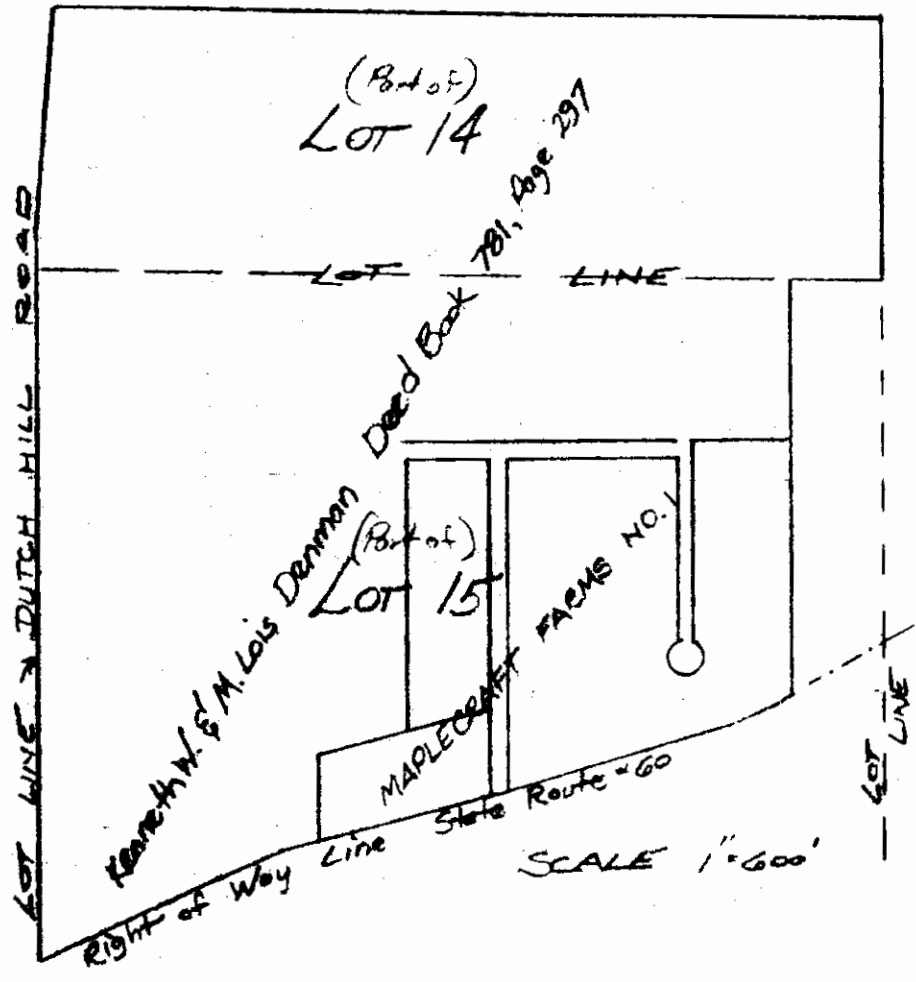 (Part of)
LOT 14
LOT LINE
Kenneth W. & M. Lois Denman Deed Book 781, Page 297
LOT LINE → DUTCH HILL ROAD
(Part of)
LOT 15
MAPLECRAFT FARMS NO. 1
LOT LINE
Right of Way Line State Route #60
SCALE 1"=600'